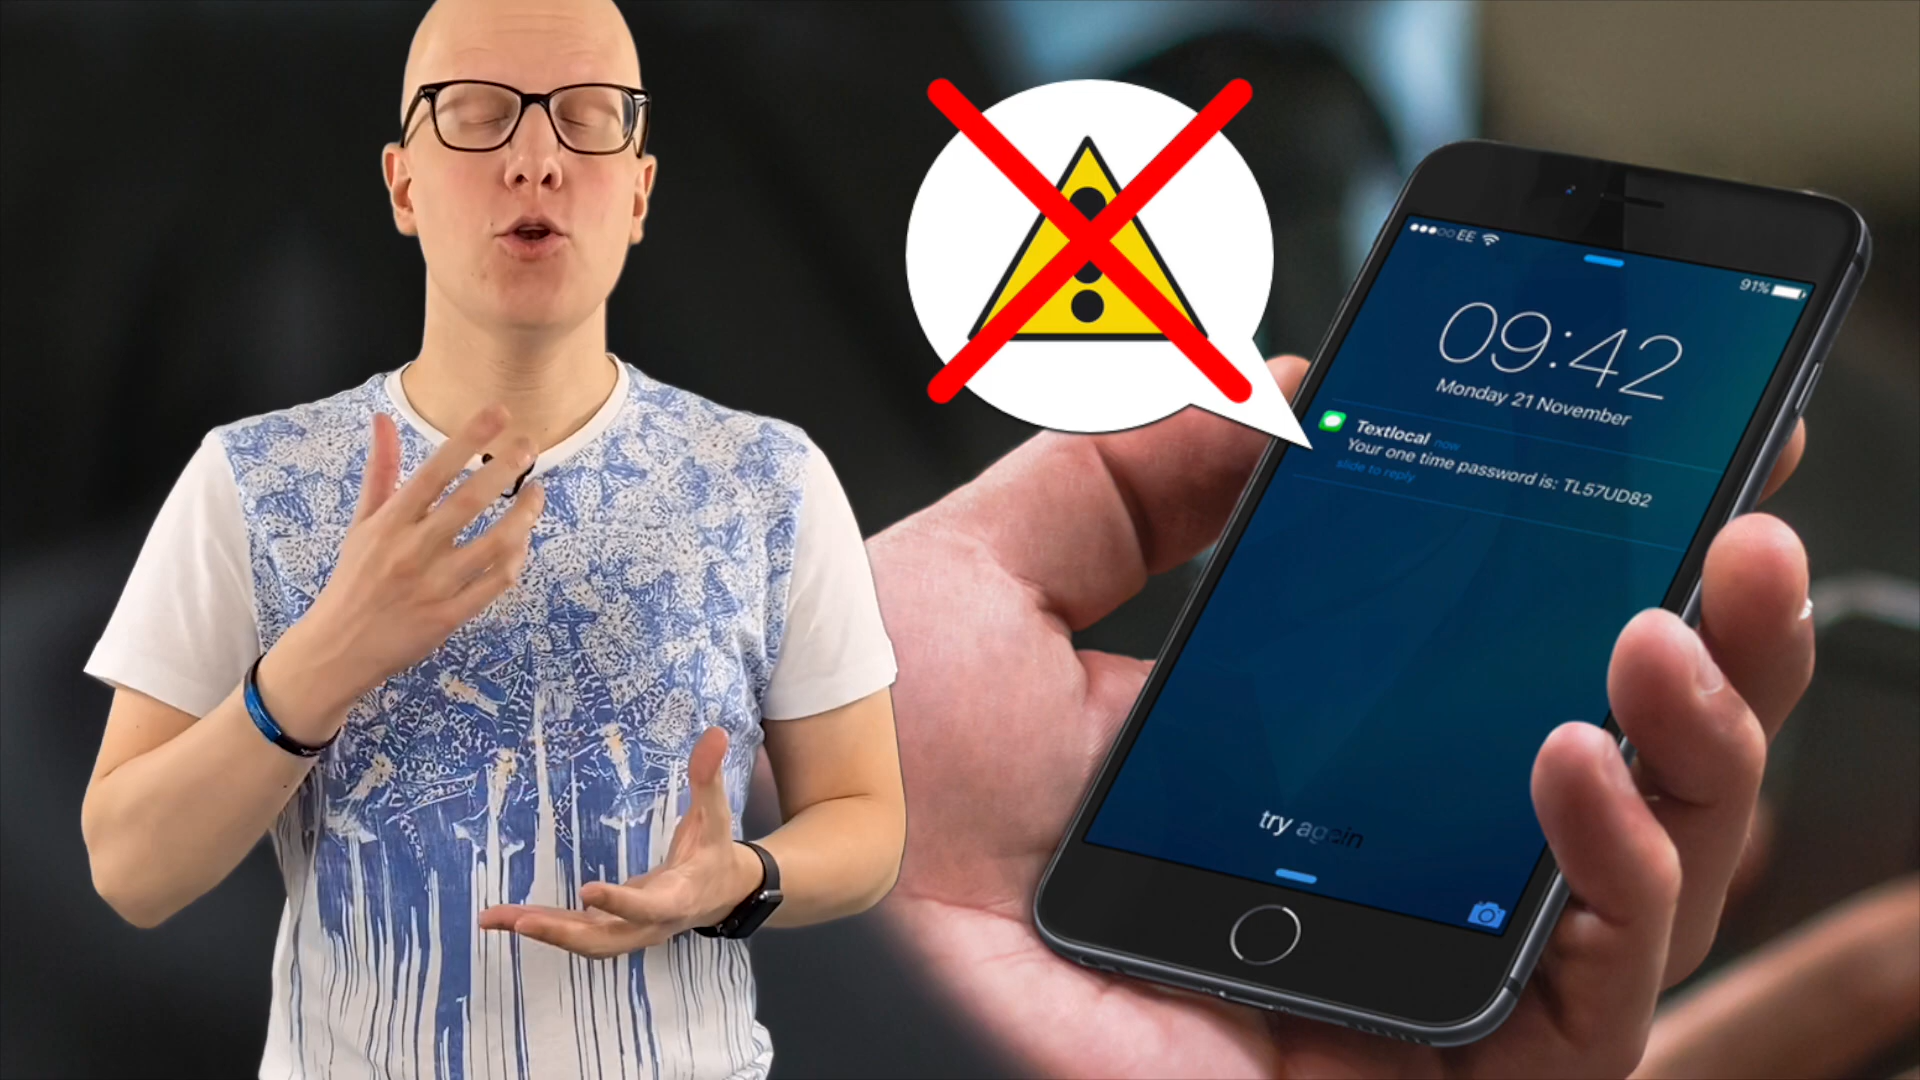 EE
91%
09:42
Monday 21 November
Textlocal now
Your one time password is: TL57UD82
slide to reply
try again